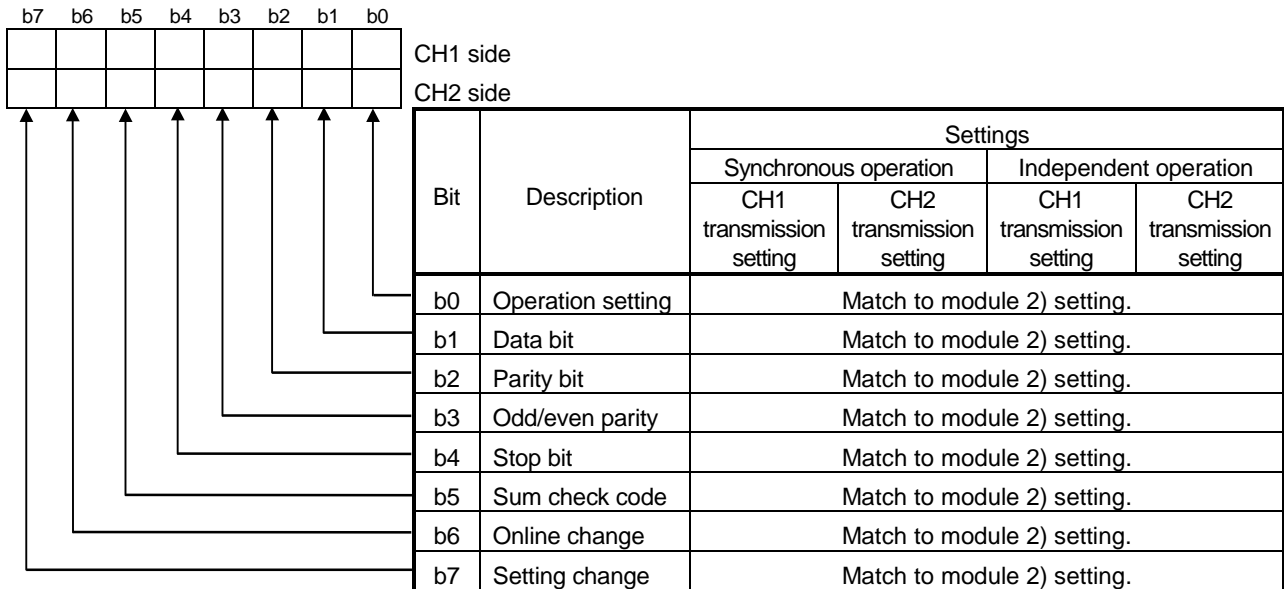 b7 b6 b5 b4 b3 b2 b1 b0
CH1 side
CH2 side
Bit Description Settings
Synchronous operation Independent operation
CH1 transmission setting CH2 transmission setting CH1 transmission setting CH2 transmission setting
b0 Operation setting Match to module 2) setting.
b1 Data bit Match to module 2) setting.
b2 Parity bit Match to module 2) setting.
b3 Odd/even parity Match to module 2) setting.
b4 Stop bit Match to module 2) setting.
b5 Sum check code Match to module 2) setting.
b6 Online change Match to module 2) setting.
b7 Setting change Match to module 2) setting.